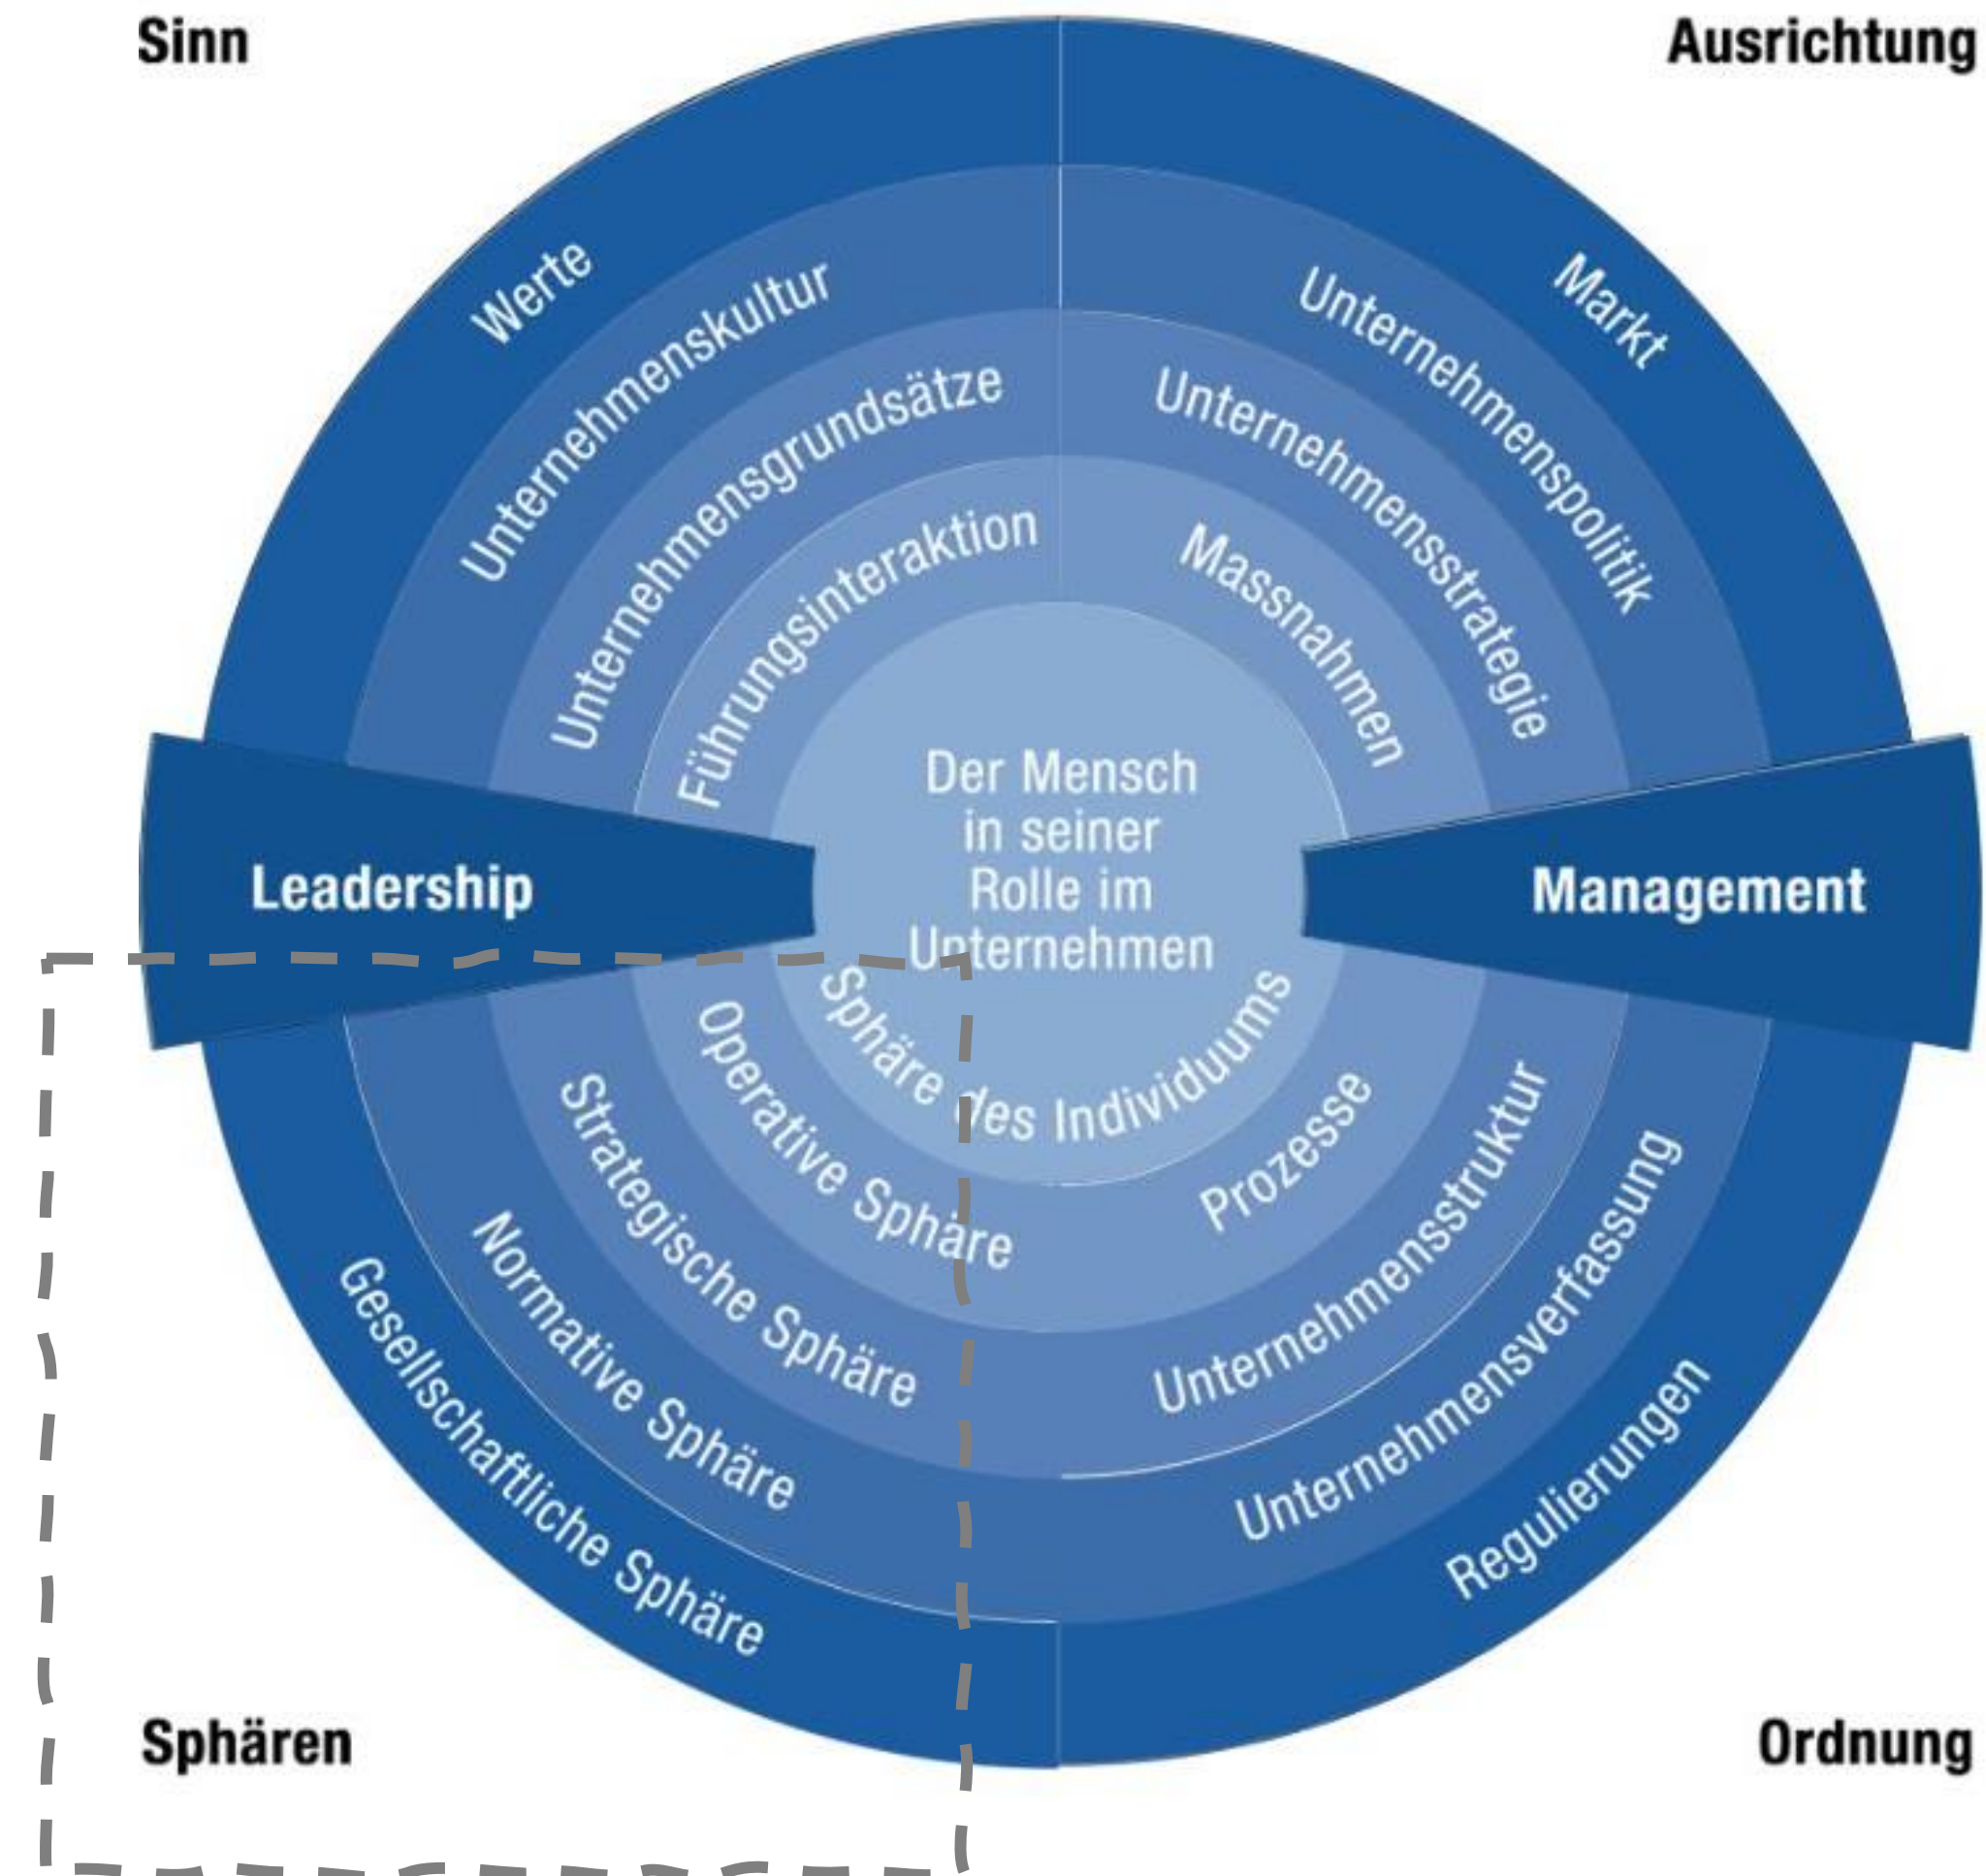 Sinn
Ausrichtung
Werte
Unternehmenskultur
Unternehmensgrundsätze
Führungsinteraktion
Markt
Unternehmenspolitik
Unternehmensstrategie
Massnahmen
Leadership
Der Mensch
in seiner
Rolle im
Unternehmen
Management
Sphäre des Individuums
Operative Sphäre
Strategische Sphäre
Normative Sphäre
Gesellschaftliche Sphäre
Prozesse
Unternehmensstruktur
Unternehmensverfassung
Regulierungen
Sphären
Ordnung